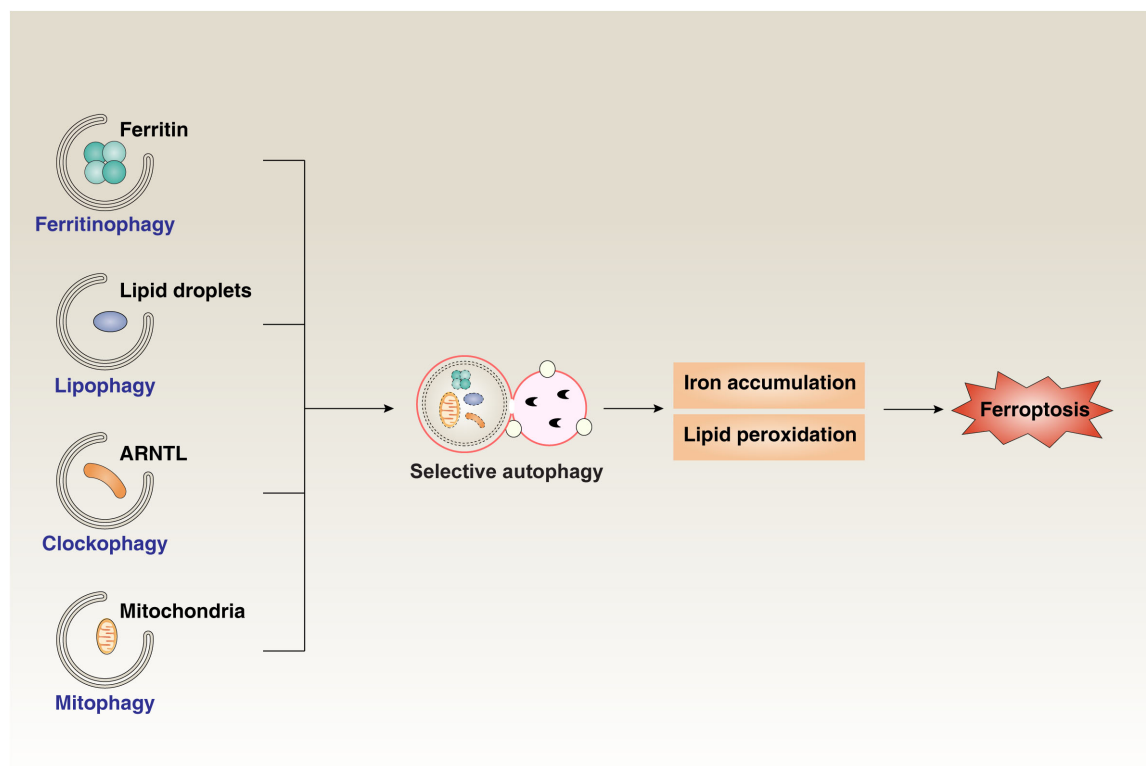 Ferritin
Ferritinophagy
Lipid droplets
Lipophagy
ARNTL
Clockophagy
Mitochondria
Mitophagy
Selective autophagy
Iron accumulation
Lipid peroxidation
Ferroptosis